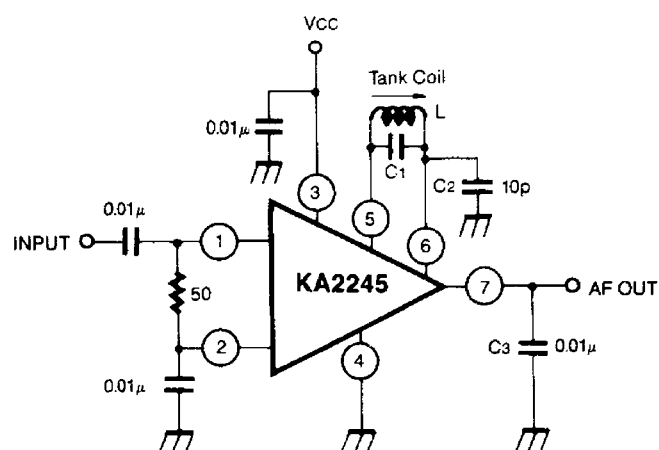 Vcc
Tank Coil
L
0.01μ
C1
C2
10p
3
5
6
0.01μ
INPUT
1
50
KA2245
7
AF OUT
2
4
C3
0.01μ
0.01μ